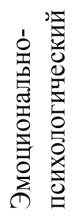 Эмоционально-
психологический